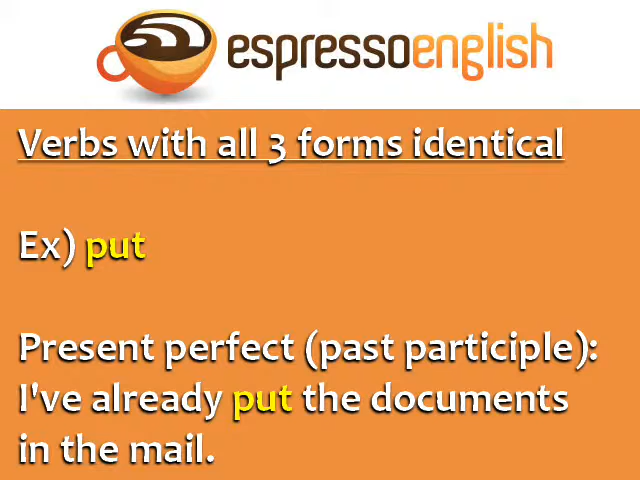 espressoenglish
Verbs with all 3 forms identical
Ex) put
Present perfect (past participle):
I've already put the documents
in the mail.